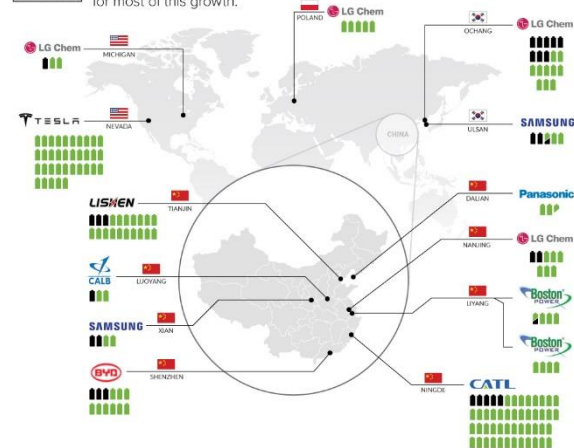 for most of this growth.
LG Chem
MICHIGAN
POLAND
LG Chem
OCHANG
LG Chem
TESLA
NEVADA
CHINA
ULSAN
SAMSUNG
LISHEN
TIANJIN
DALIAN
Panasonic
CALB
LUOYANG
NANJING
LG Chem
SAMSUNG
XIAN
LIYANG
Boston
POWER
Boston
POWER
BYD
SHENZHEN
NINGDE
CATL